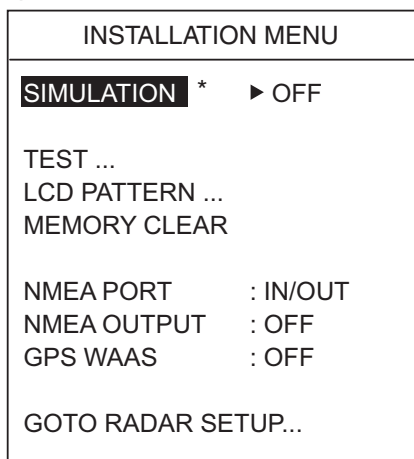 INSTALLATION MENU
SIMULATION * ▶ OFF
TEST ...
LCD PATTERN ...
MEMORY CLEAR
NMEA PORT : IN/OUT
NMEA OUTPUT : OFF
GPS WAAS : OFF
GOTO RADAR SETUP...